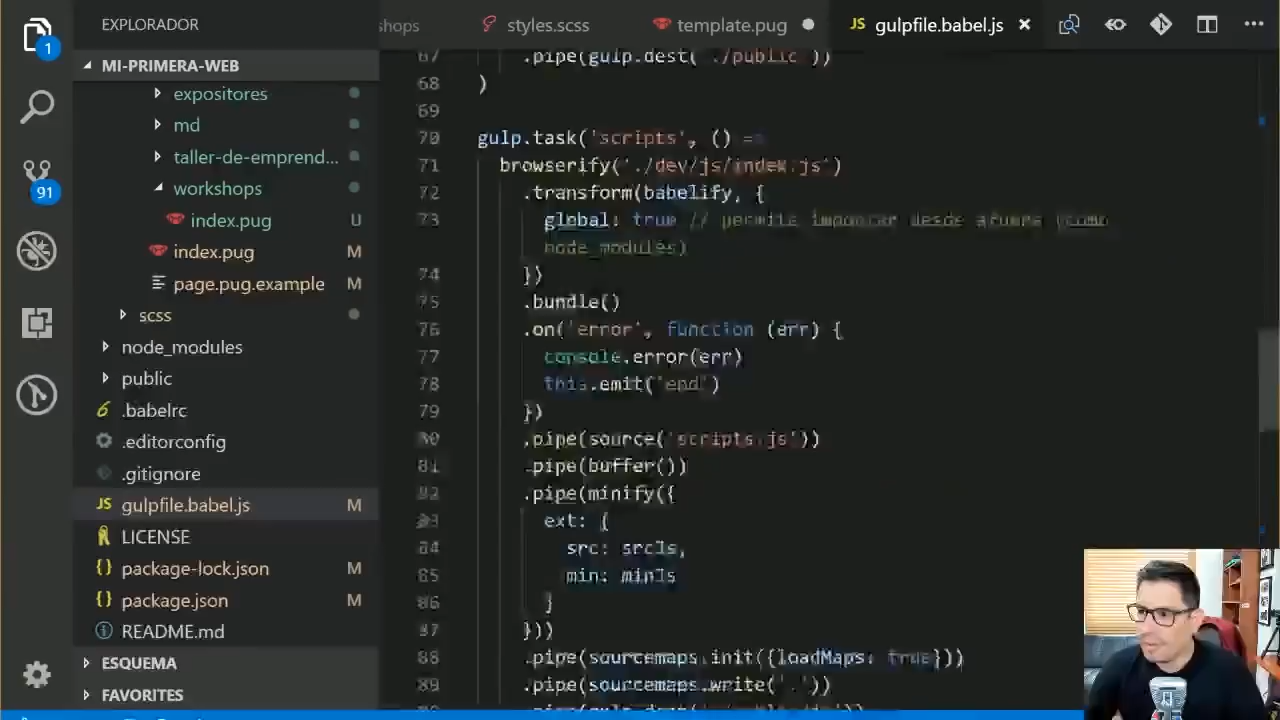 EXPLORADOR
MI-PRIMERA-WEB
expositores
md
taller-de-emprend...
workshops
index.pug U
index.pug M
page.pug.example M
scss
node_modules
public
.babelrc
.editorconfig
.gitignore
JS gulpfile.babel.js M
LICENSE
{} package-lock.json M
{} package.json M
README.md
ESQUEMA
FAVORITES
1
91
shops
styles.scss
template.pug
JS gulpfile.babel.js
67 .pipe(gulp.dest('./public'))
68 )
69
70 gulp.task('scripts', () =>
71 browserify('./dev/js/index.js')
72 .transform(babelify, {
73 global: true // permite importar desde afuera (como
node_modules)
74 })
75 .bundle()
76 .on('error', function (err) {
77 console.error(err)
78 this.emit('end')
79 })
80 .pipe(source('scripts.js'))
81 .pipe(buffer())
82 .pipe(minify({
83 ext: {
84 src:
85 min:
86 }
87 }))
88 .pipe(sourcemaps.init({loadMaps: true}))
89 .pipe(sourcemaps.write('.'))